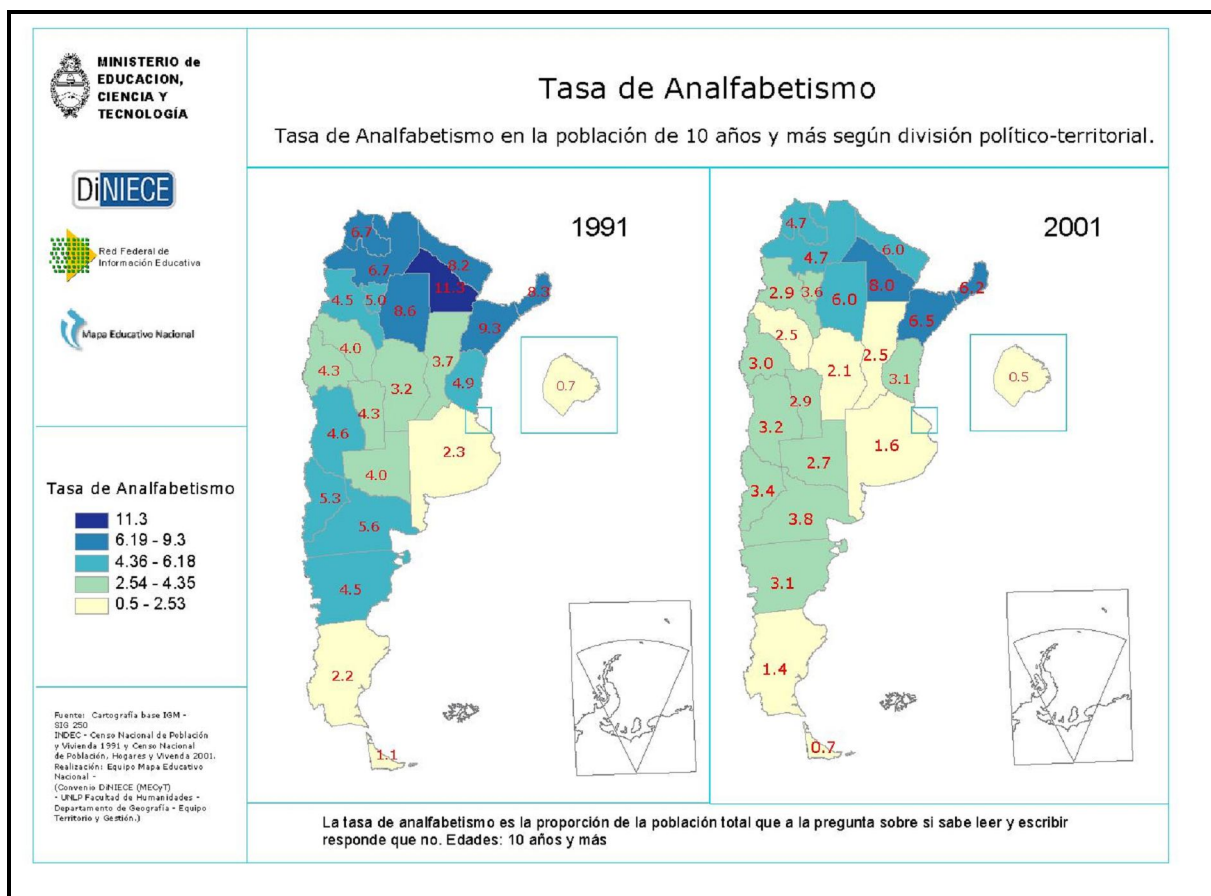 MINISTERIO de
EDUCACION,
CIENCIA Y
TECNOLOGÍA
DiNIECE
Red Federal de
Información Educativa
Mapa Educativo Nacional
Tasa de Analfabetismo
Tasa de Analfabetismo en la población de 10 años y más según división político-territorial.
1991
6.7
6.7
8.2
11.3
8.3
4.5
5.0
8.6
9.3
4.0
3.7
4.3
3.2
4.9
0.7
4.3
4.6
2.3
4.0
5.3
5.6
4.5
2.2
1.1
2001
4.7
4.7
6.0
8.0
6.2
2.9
3.6
6.0
6.5
2.5
2.5
3.0
2.1
3.1
0.5
2.9
3.2
1.6
2.7
3.4
3.8
3.1
1.4
0.7
Tasa de Analfabetismo
11.3
6.19 - 9.3
4.36 - 6.18
2.54 - 4.35
0.5 - 2.53
Fuente: Cartografía base IGM -
SIG 250
INDEC - Censo Nacional de Población
y Vivienda 1991 y Censo Nacional
de Población, Hogares y Vivenda 2001.
Realización: Equipo Mapa Educativo
Nacional -
(Convenio DiNIECE (MECyT)
- UNLP Facultad de Humanidades -
Departamento de Geografía - Equipo
Territorio y Gestión.)
La tasa de analfabetismo es la proporción de la población total que a la pregunta sobre si sabe leer y escribir
responde que no. Edades: 10 años y más